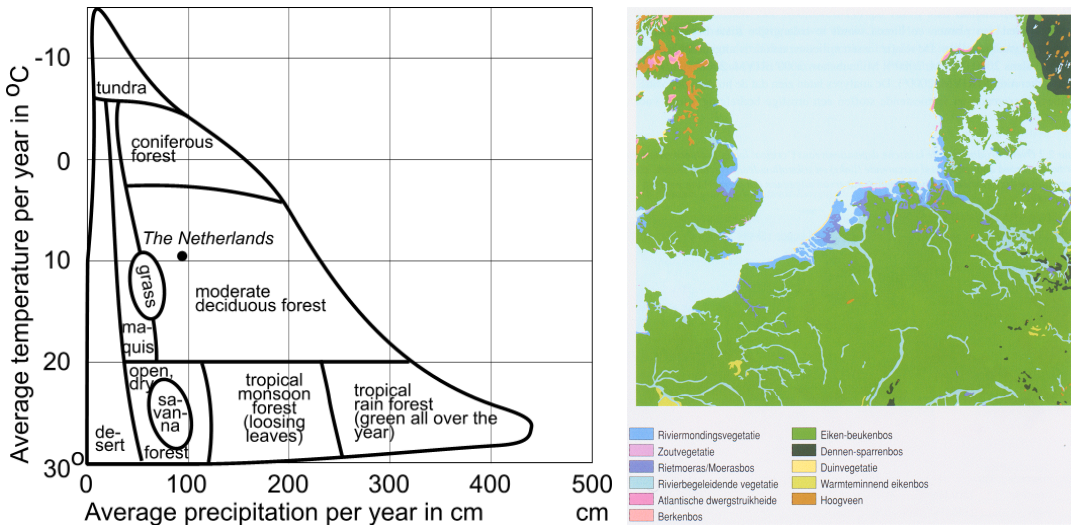 Average temperature per year in °C
-10
0
10
20
30°
tundra
coniferous
forest
The Netherlands
grass
moderate
deciduous forest
ma-
quis
open,
dry
sa-
van-
na
forest
de-
sert
tropical
monsoon
forest
(loosing
leaves)
tropical
rain forest
(green all over the
year)
0
100
200
300
400
500
Average precipitation per year in cm
cm
Riviermondingsvegetatie
Zoutvegetatie
Rietmoeras/Moerasbos
Rivierbegeleidende vegetatie
Atlantische dwergstruikheide
Berkenbos
Eiken-beukenbos
Dennen-sparrenbos
Duinvegetatie
Warmteminnend eikenbos
Hoogveen